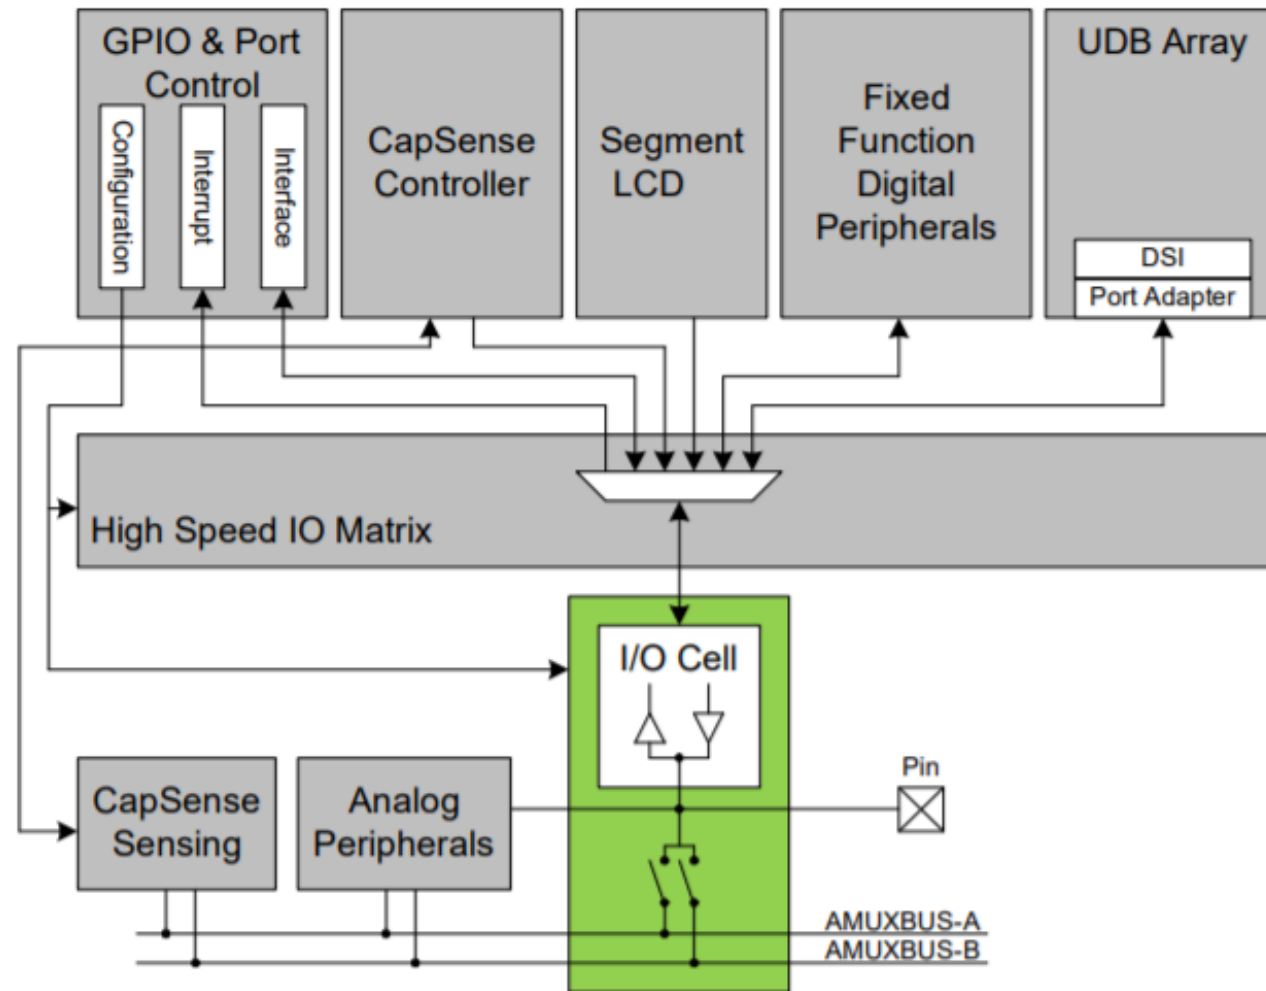 GPIO & Port
Control
Configuration
Interrupt
Interface
CapSense
Controller
Segment
LCD
Fixed
Function
Digital
Peripherals
UDB Array
DSI
Port Adapter
High Speed IO Matrix
I/O Cell
Pin
CapSense
Sensing
Analog
Peripherals
AMUXBUS-A
AMUXBUS-B